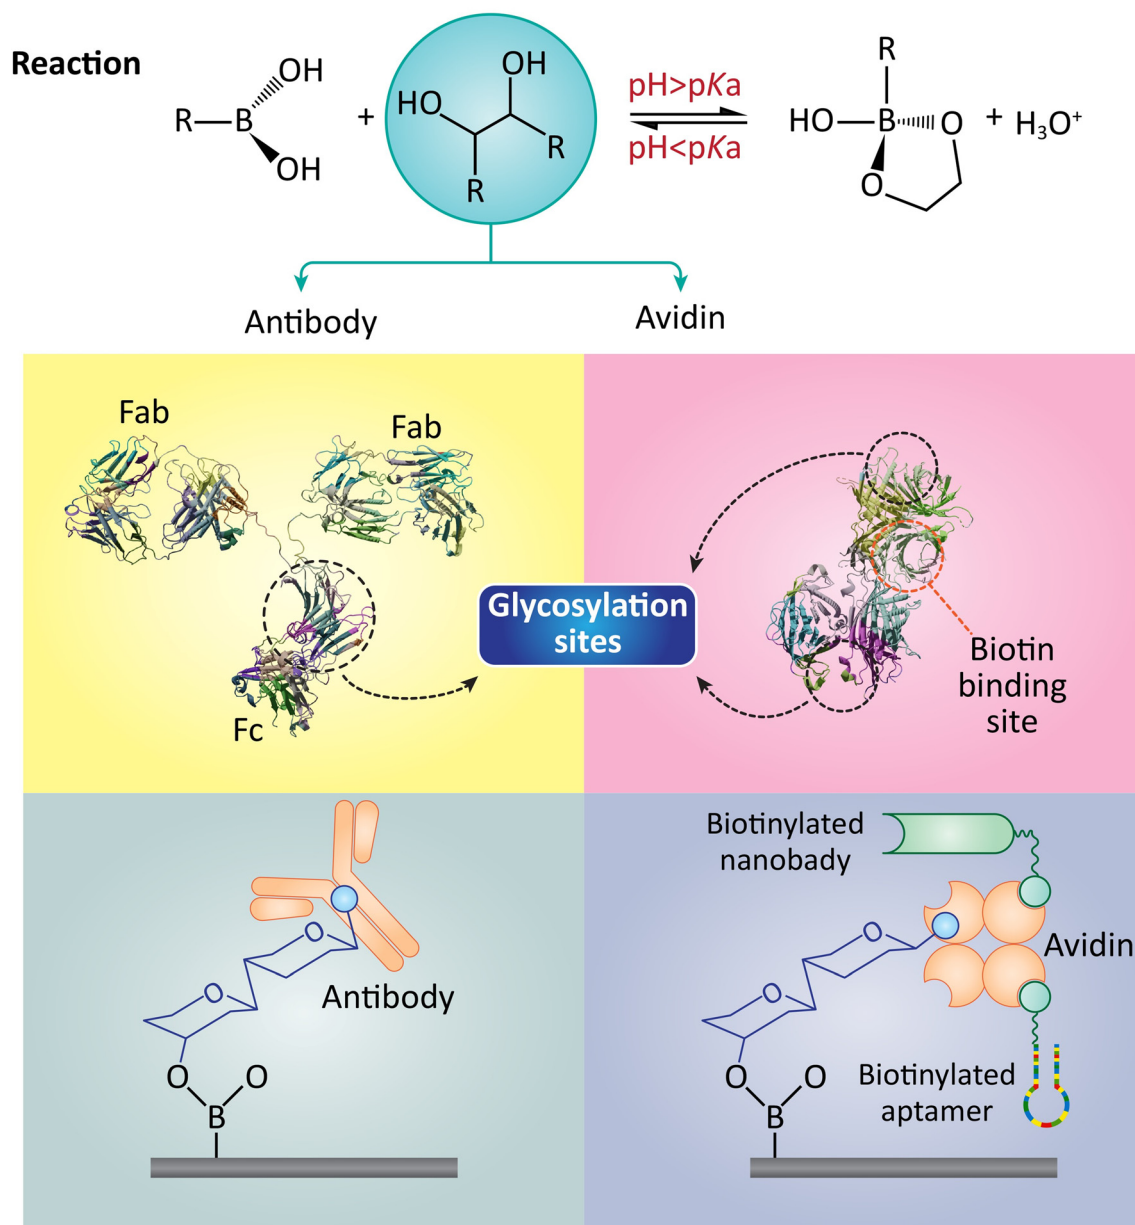 Reaction
R
B
OH
OH
+
HO
OH
R
R
pH>pKa
pH<pKa
R
HO
B
O
O
+ H₃O⁺
Antibody
Avidin
Fab
Fab
Fc
Glycosylation
sites
Biotin
binding
site
O
O
Antibody
O
O
B
Biotinylated
nanobady
O
O
Avidin
O
O
B
Biotinylated
aptamer